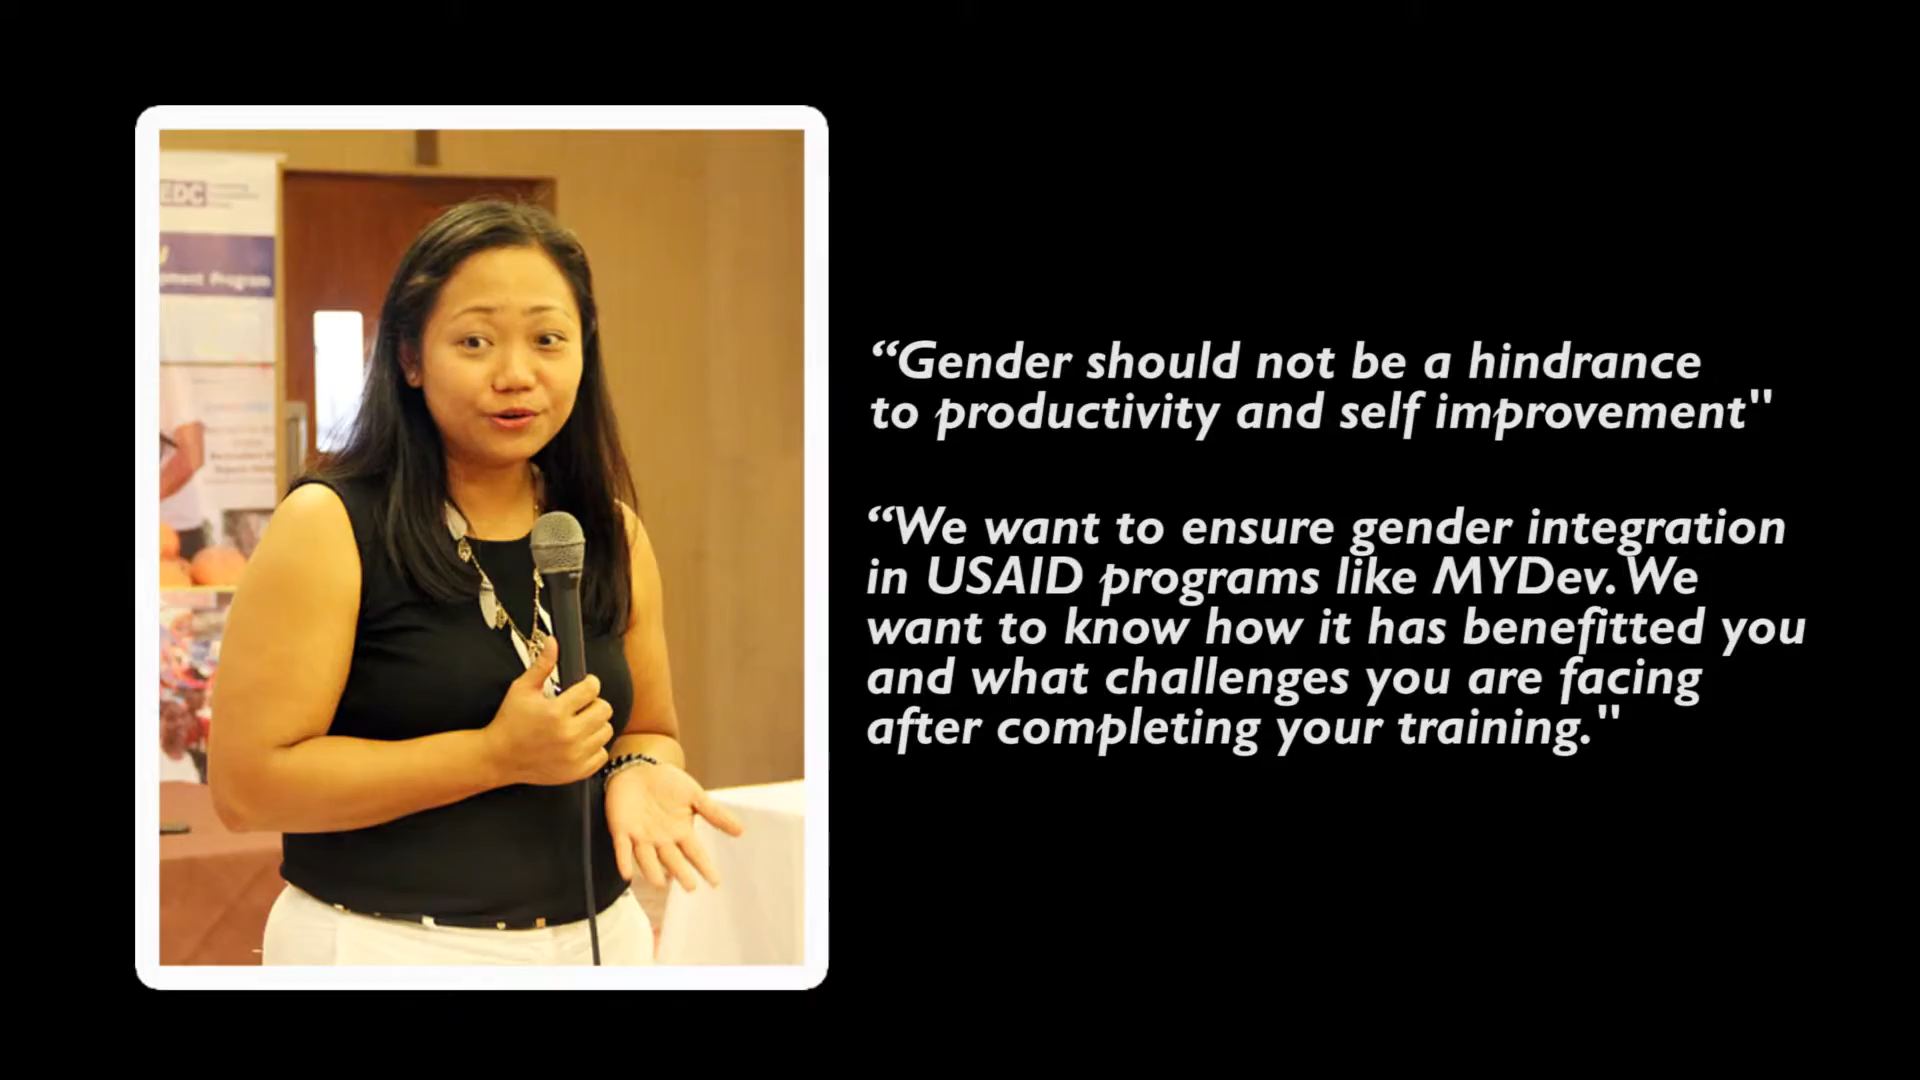 EDC
Program
“Gender should not be a hindrance
to productivity and self improvement"
“We want to ensure gender integration
in USAID programs like MYDev. We
want to know how it has benefitted you
and what challenges you are facing
after completing your training."